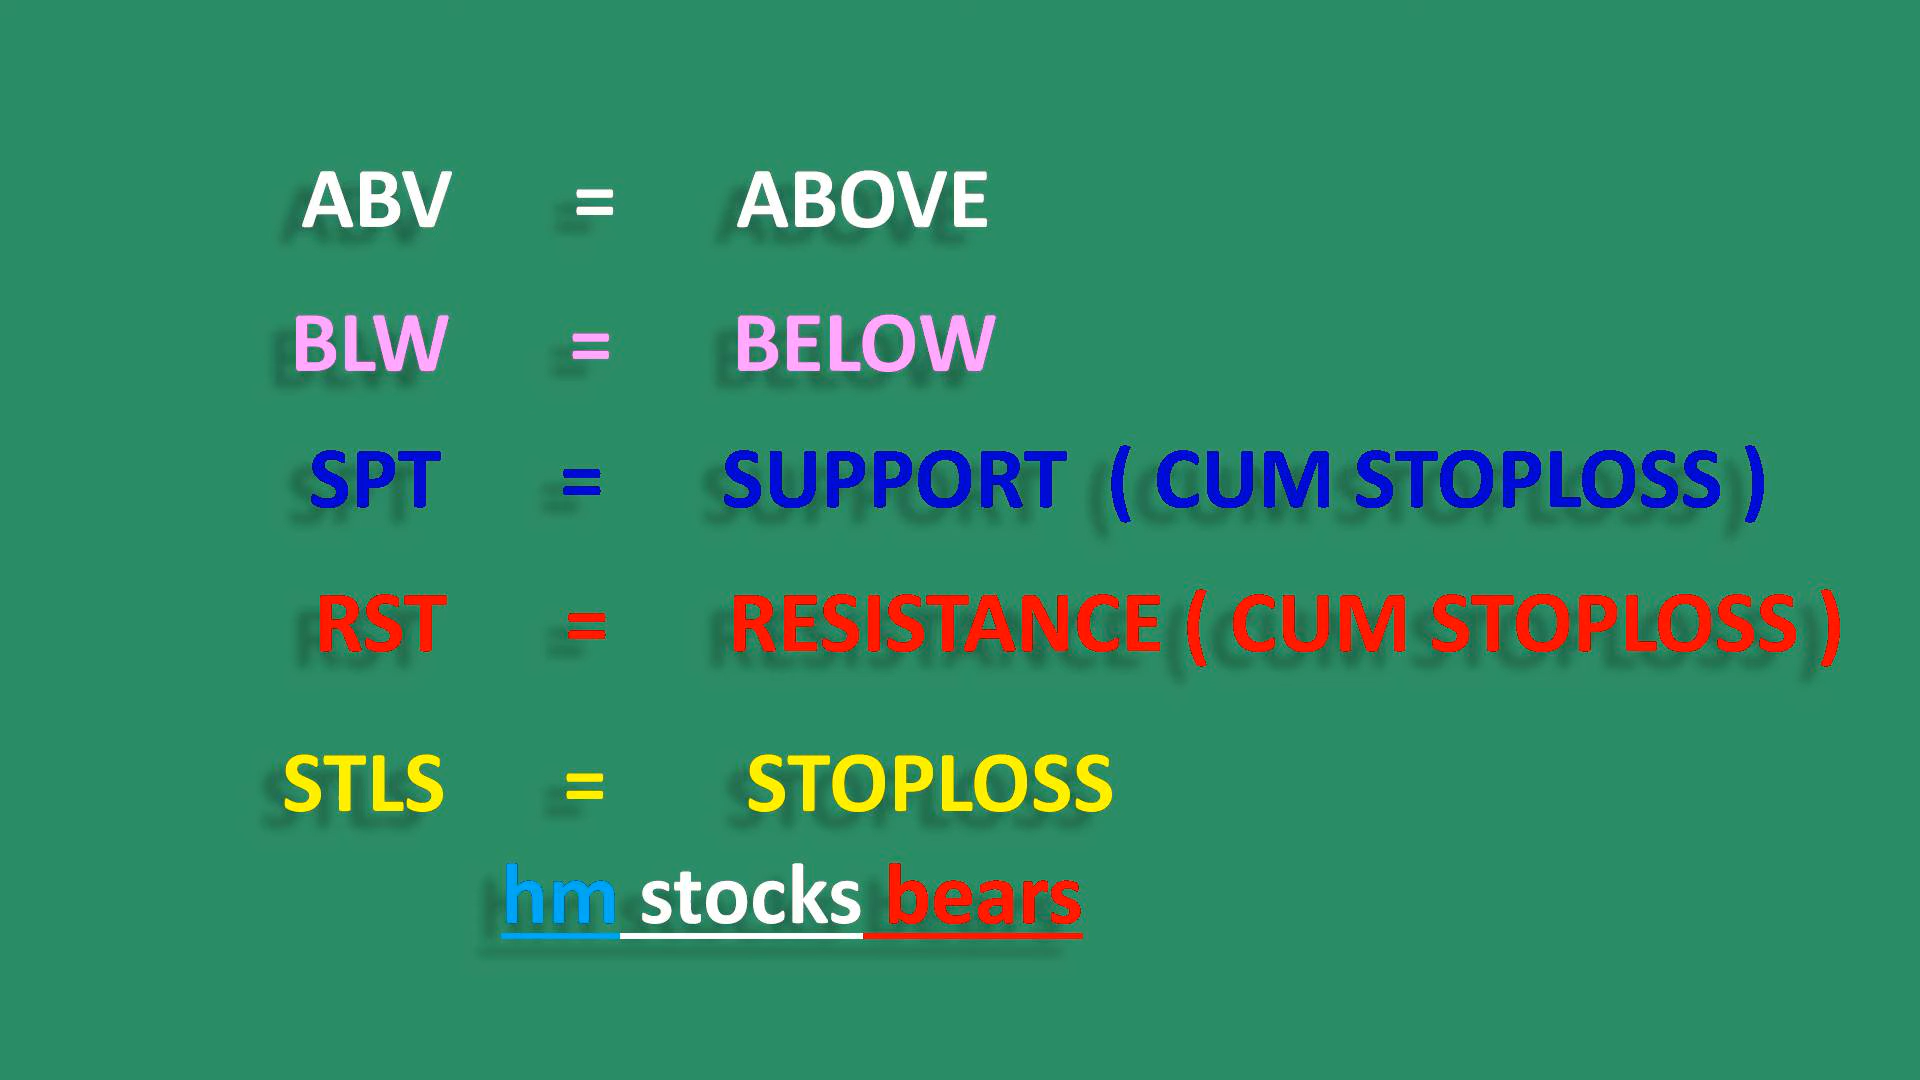 ABV = ABOVE
BLW = BELOW
SPT = SUPPORT ( CUM STOPLOSS )
RST = RESISTANCE ( CUM STOPLOSS )
STLS = STOPLOSS
hm stocks bears